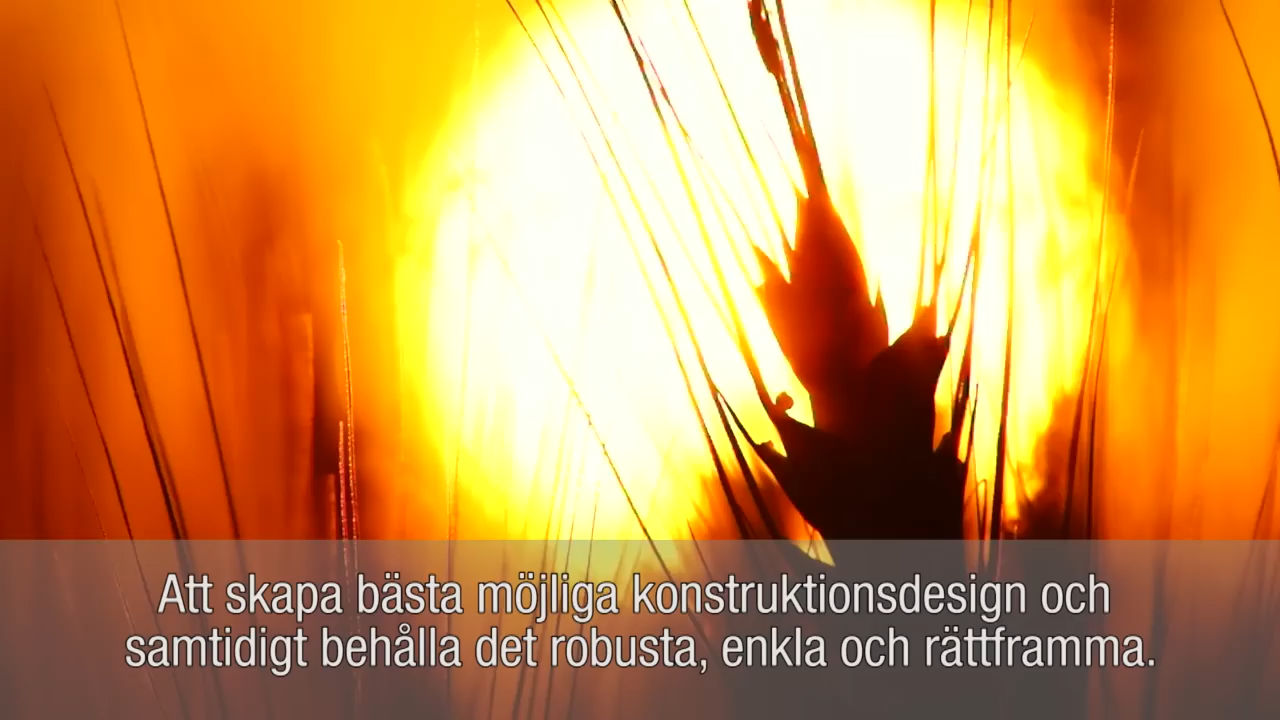 Att skapa bästa möjliga konstruktionsdesign och
samtidigt behålla det robusta, enkla och rättframma.